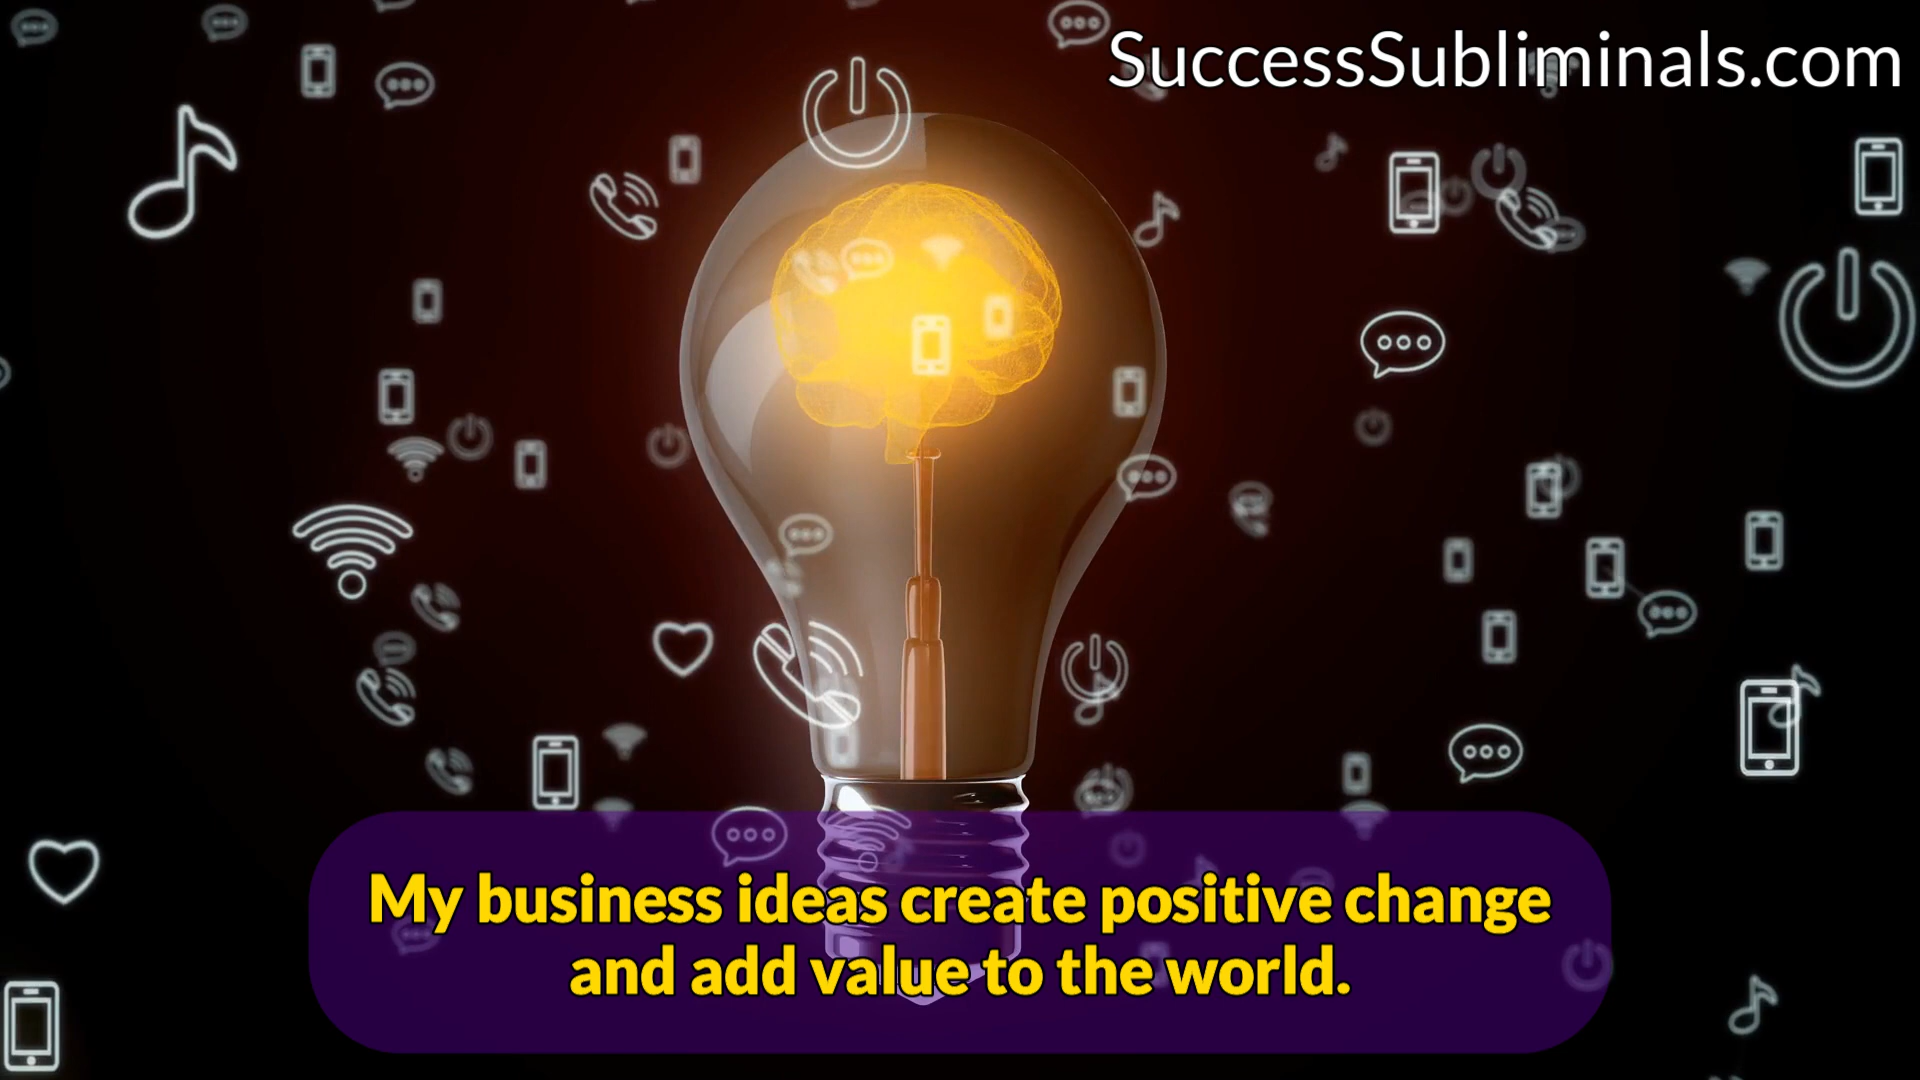 SuccessSubliminals.com
My business ideas create positive change
and add value to the world.